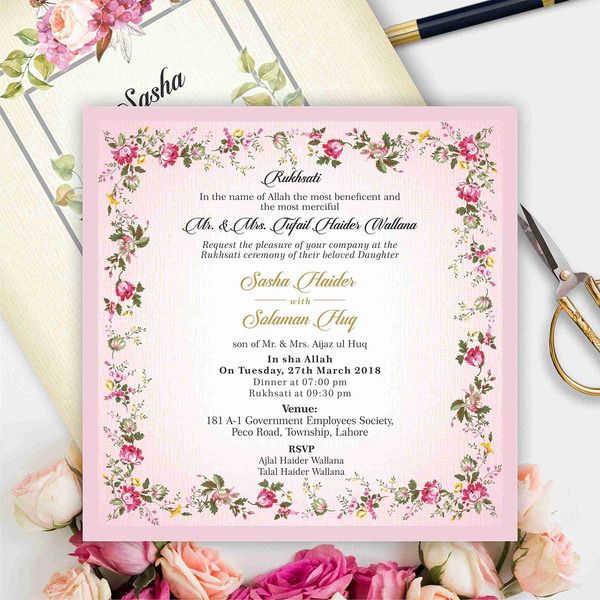 Sasha
Rukhsati
In the name of Allah the most beneficent and
the most merciful
Mr. & Mrs. Tufail Haider Wallana
Request the pleasure of your company at the
Rukhsati ceremony of their beloved Daughter
Sasha Haider
with
Solaman Huq
son of Mr. & Mrs. Aijaz ul Huq
In sha Allah
On Tuesday, 27th March 2018
Dinner at 07:00 pm
Rukhsati at 09:30 pm
Venue:
181 A-1 Government Employees Society,
Peco Road, Township, Lahore
RSVP
Ajlal Haider Wallana
Talal Haider Wallana